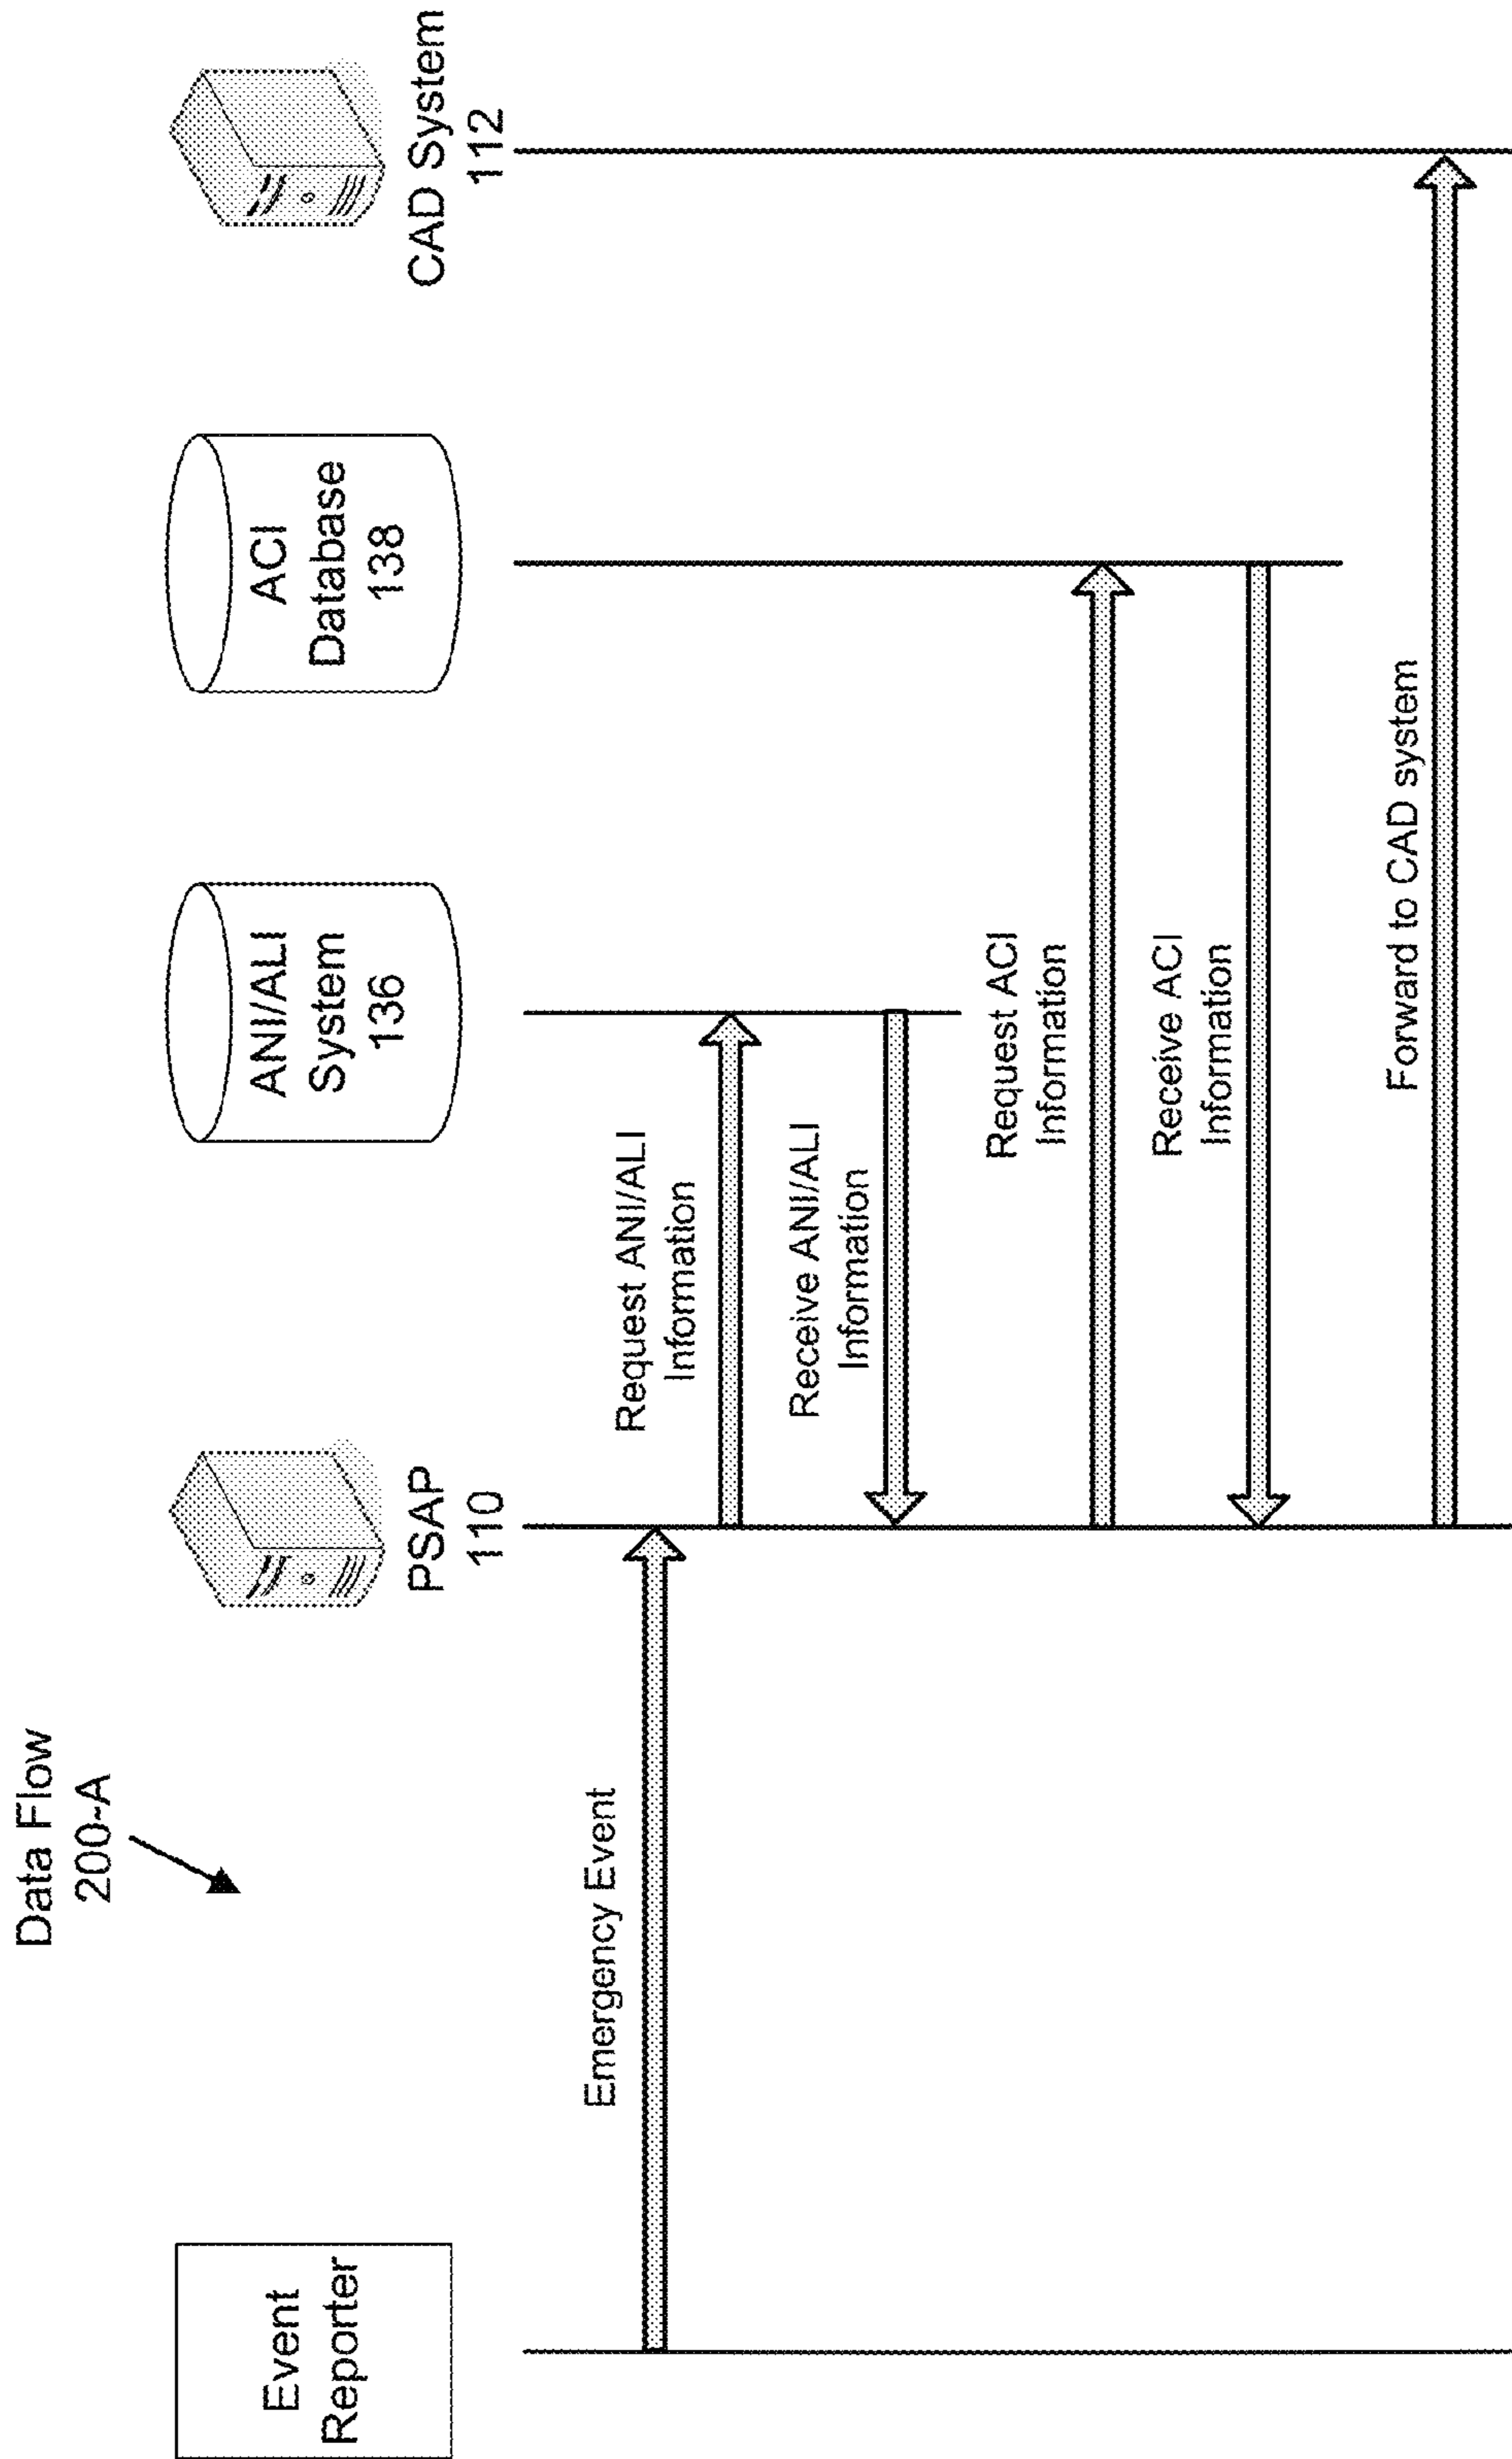 Data Flow
200-A
Event
Reporter
PSAP
110
ANI/ALI
System
136
ACI
Database
138
CAD System
112
Emergency Event
Request ANI/ALI
Information
Receive ANI/ALI
Information
Request ACI
Information
Receive ACI
Information
Forward to CAD system